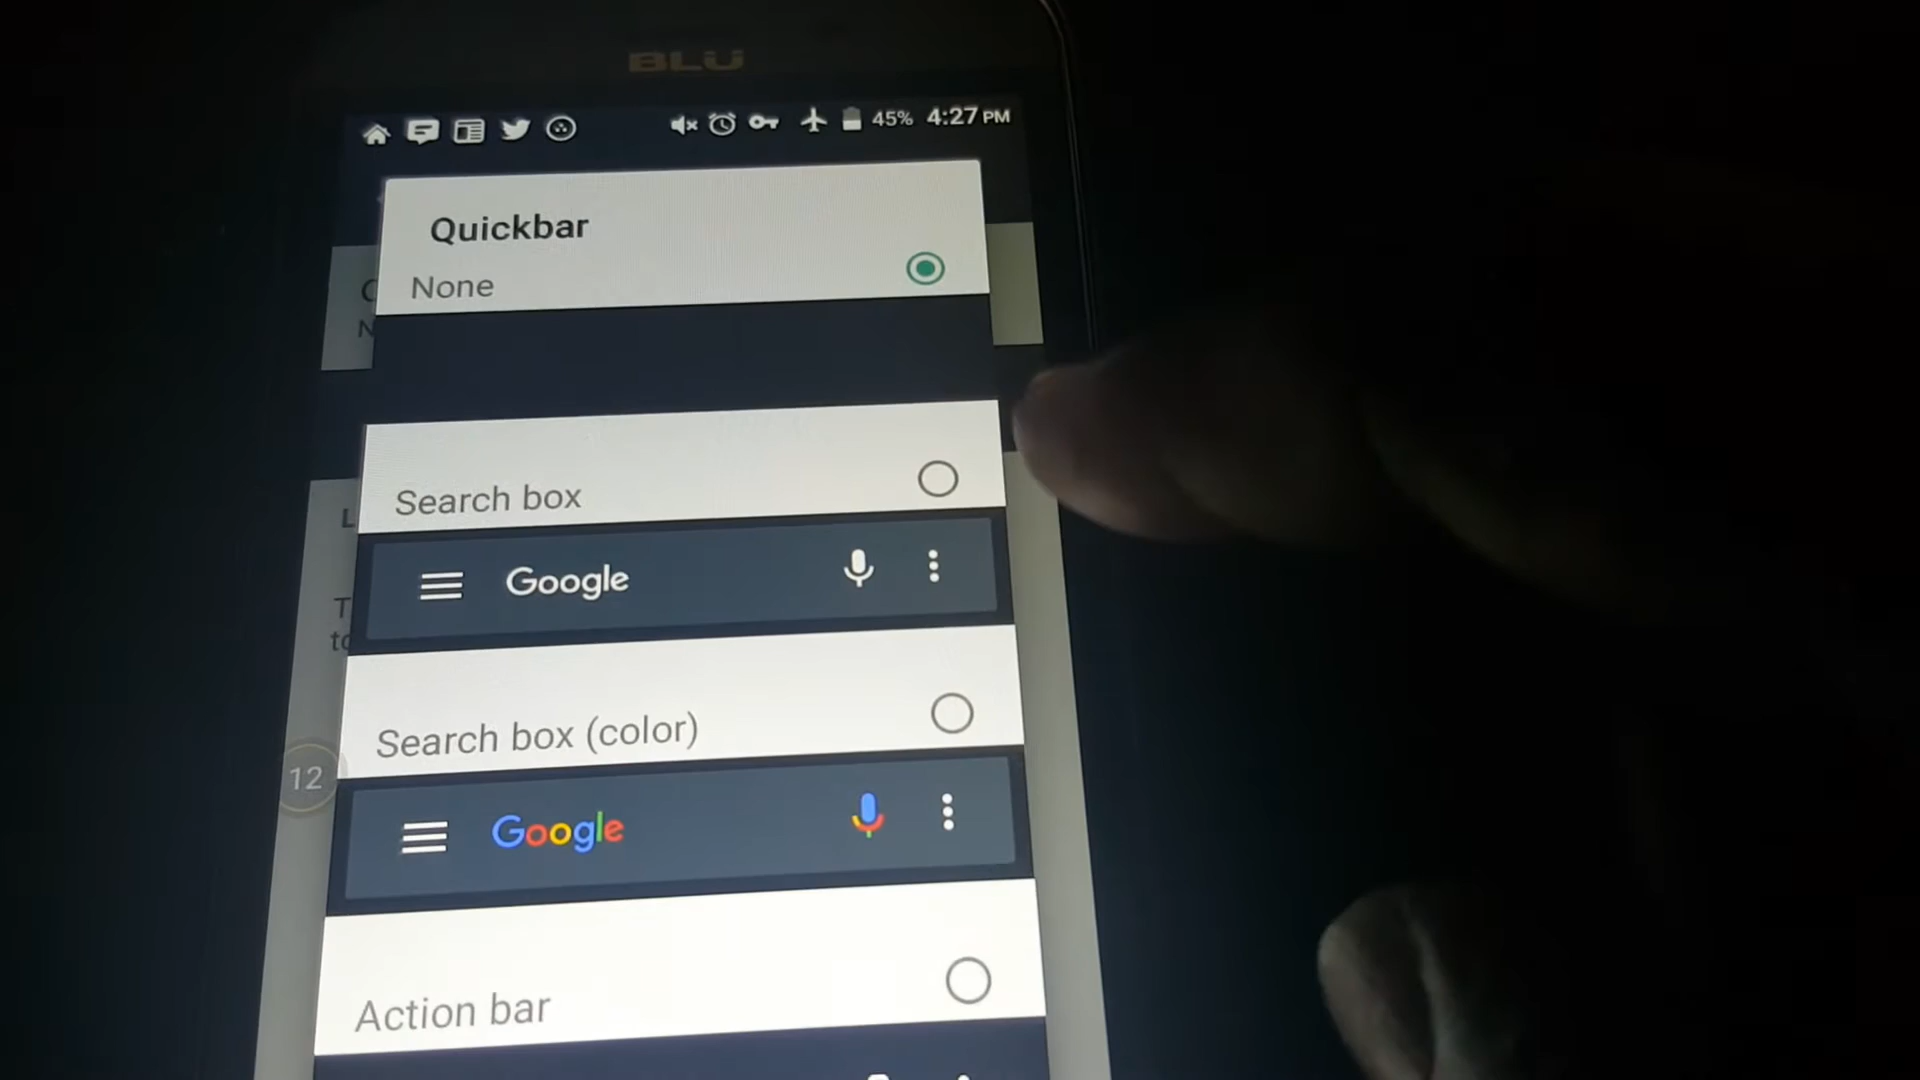 BLU
45% 4:27 PM
Quickbar
None
Search box
Google
Search box (color)
12
Google
Action bar